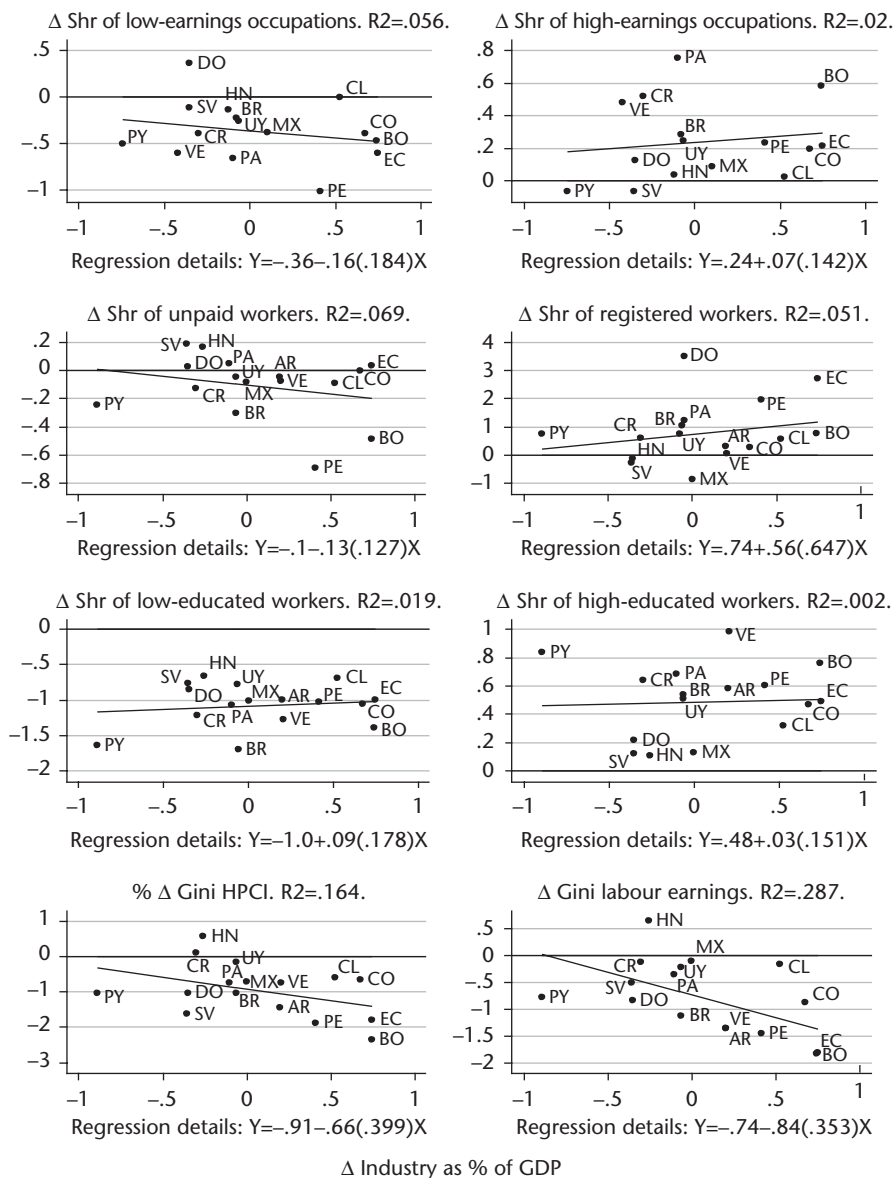 Δ Shr of low-earnings occupations. R2=.056.
.5
0
−.5
−1
DO
CL
HN
SV
BR
UY
MX
CO
PY
CR
BO
VE
PA
EC
PE
−1
−.5
0
.5
1
Regression details: Y=−.36−.16(.184)X
Δ Shr of high-earnings occupations. R2=.02.
.8
.6
.4
.2
0
PA
BO
CR
VE
BR
UY
PE
EC
CO
DO
HN
MX
CL
PY
SV
−1
−.5
0
.5
1
Regression details: Y=.24+.07(.142)X
Δ Shr of unpaid workers. R2=.069.
.2
0
−.2
−.4
−.6
−.8
SV
HN
DO
PA
AR
EC
UY
VE
CL
CO
CR
MX
PY
BR
BO
PE
−1
−.5
0
.5
1
Regression details: Y=−.1−.13(.127)X
Δ Shr of registered workers. R2=.051.
4
3
2
1
0
−1
DO
EC
PE
PA
BR
PY
CR
UY
AR
CL
BO
HN
CO
SV
VE
MX
−1
−.5
0
.5
1
Regression details: Y=.74+.56(.647)X
Δ Shr of low-educated workers. R2=.019.
0
−.5
−1
−1.5
−2
HN
SV
UY
CL
DO
MX
AR
PE
EC
CR
PA
VE
CO
BO
PY
BR
−1
−.5
0
.5
1
Regression details: Y=−1.0+.09(.178)X
Δ Shr of high-educated workers. R2=.002.
1
.8
.6
.4
.2
0
VE
PY
PA
BO
CR
BR
AR
PE
EC
UY
CO
CL
DO
SV
HN
MX
−1
−.5
0
.5
1
Regression details: Y=.48+.03(.151)X
% Δ Gini HPCI. R2=.164.
1
0
−1
−2
−3
HN
CR
UY
PA
MX
VE
CL
CO
PY
DO
BR
AR
SV
PE
EC
BO
−1
−.5
0
.5
1
Regression details: Y=−.91−.66(.399)X
Δ Gini labour earnings. R2=.287.
.5
0
−.5
−1
−1.5
−2
HN
MX
CR
UY
CL
SV
PA
PY
DO
CO
BR
VE
AR
PE
EC
BO
−1
−.5
0
.5
1
Regression details: Y=−.74−.84(.353)X
Δ Industry as % of GDP